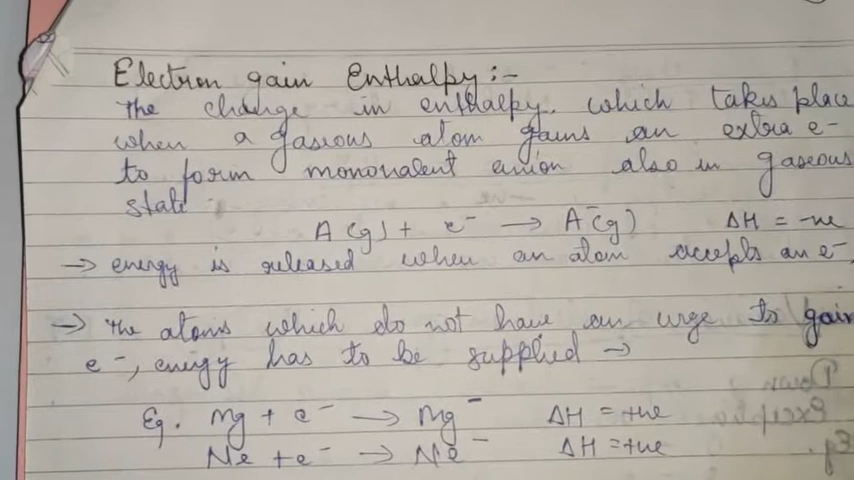 Electron gain Enthalpy :-
The change in enthalpy. which takes place
when a gaseous atom gains an extra e-
to form monovalent anion also in gaseous
state.
A(g) + e⁻ → A⁻(g) ΔH = -ve
→ energy is released when an atom accepts an e⁻.
→ The atoms which do not have an urge to gain
e⁻, energy has to be supplied →
Eg. Mg + e⁻ → Mg⁻ ΔH = +ve
Ne + e⁻ → Ne⁻ ΔH = +ve